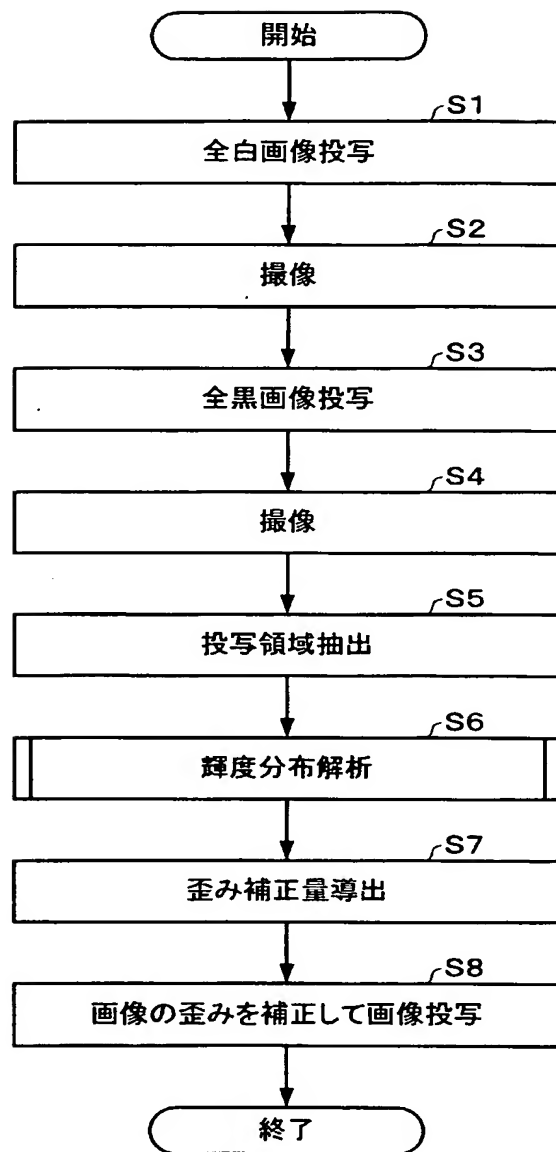 開始
S1
全白画像投写
S2
撮像
S3
全黒画像投写
S4
撮像
S5
投写領域抽出
S6
輝度分布解析
S7
歪み補正量導出
S8
画像の歪みを補正して画像投写
終了